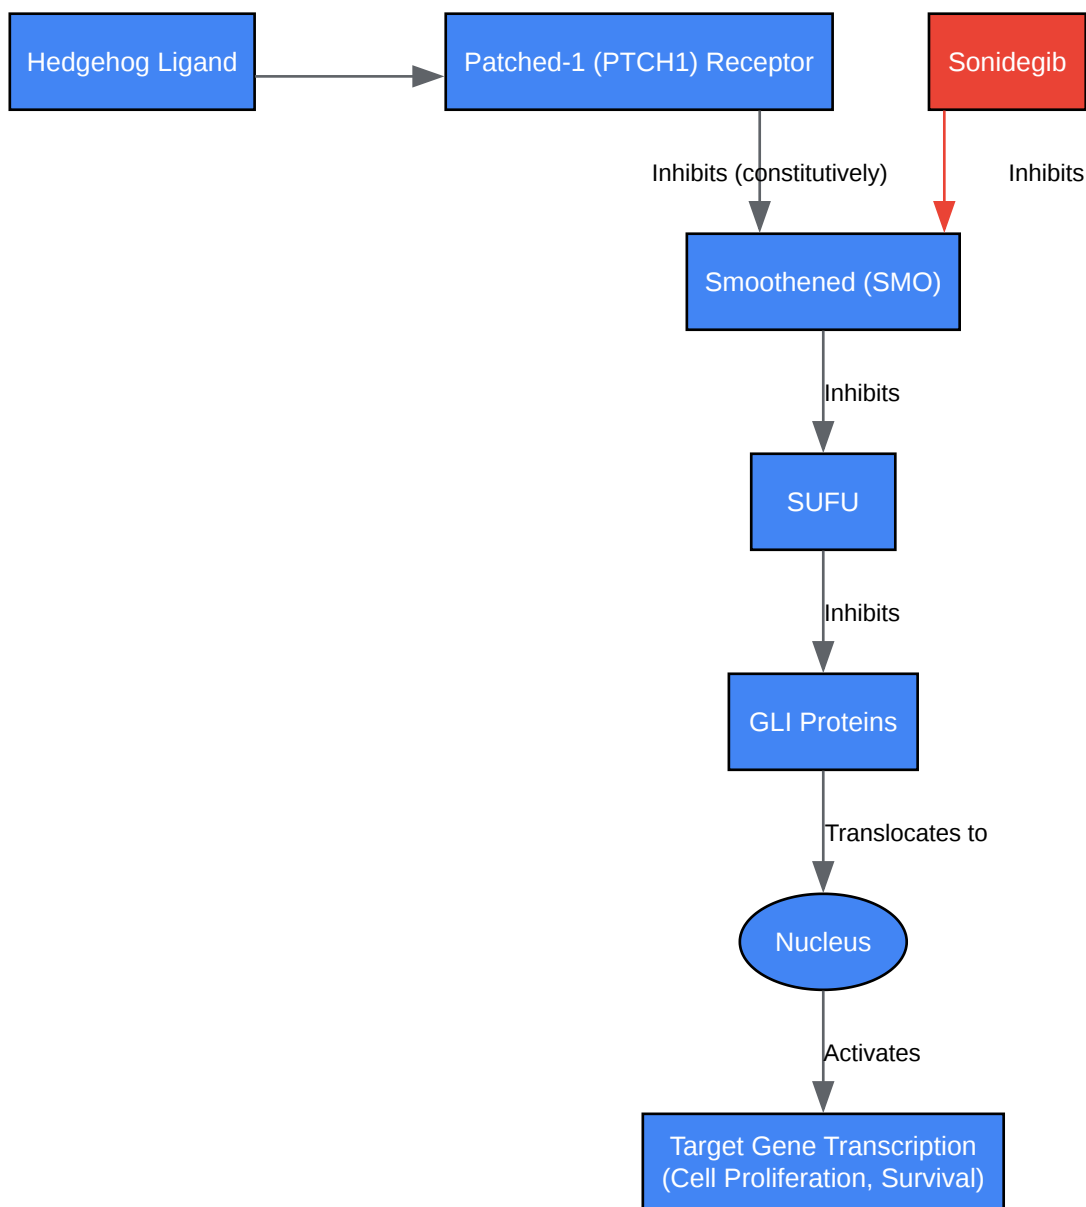 Hedgehog Ligand
Patched-1 (PTCH1) Receptor
Sonidegib
Inhibits (constitutively)
Inhibits
Smoothened (SMO)
Inhibits
SUFU
Inhibits
GLI Proteins
Translocates to
Nucleus
Activates
Target Gene Transcription
(Cell Proliferation, Survival)